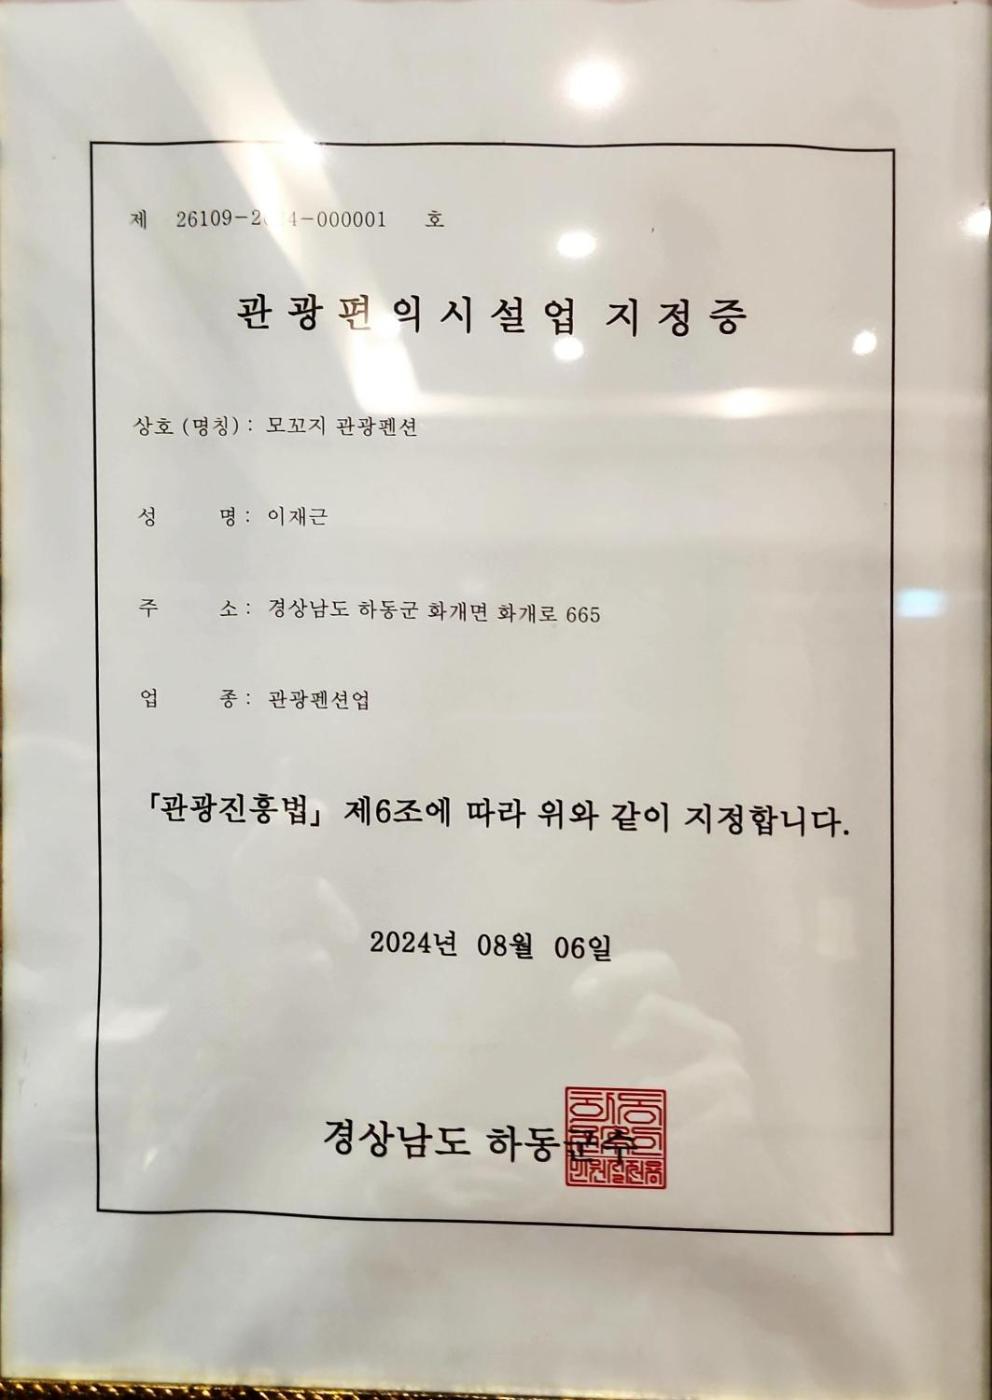 제 26109-2 4-000001 호
관광편의시설업 지정증
상호(명칙): 모꼬지 관광펜션
성 명: 이재근
주 소: 경상남도 하동군 화개면 화개로 665
업 종: 관광펜션업
「관광진흥법」 제6조에 따라 위와 같이 지정합니다.
2024년 08월 06일
경상남도 하동군수